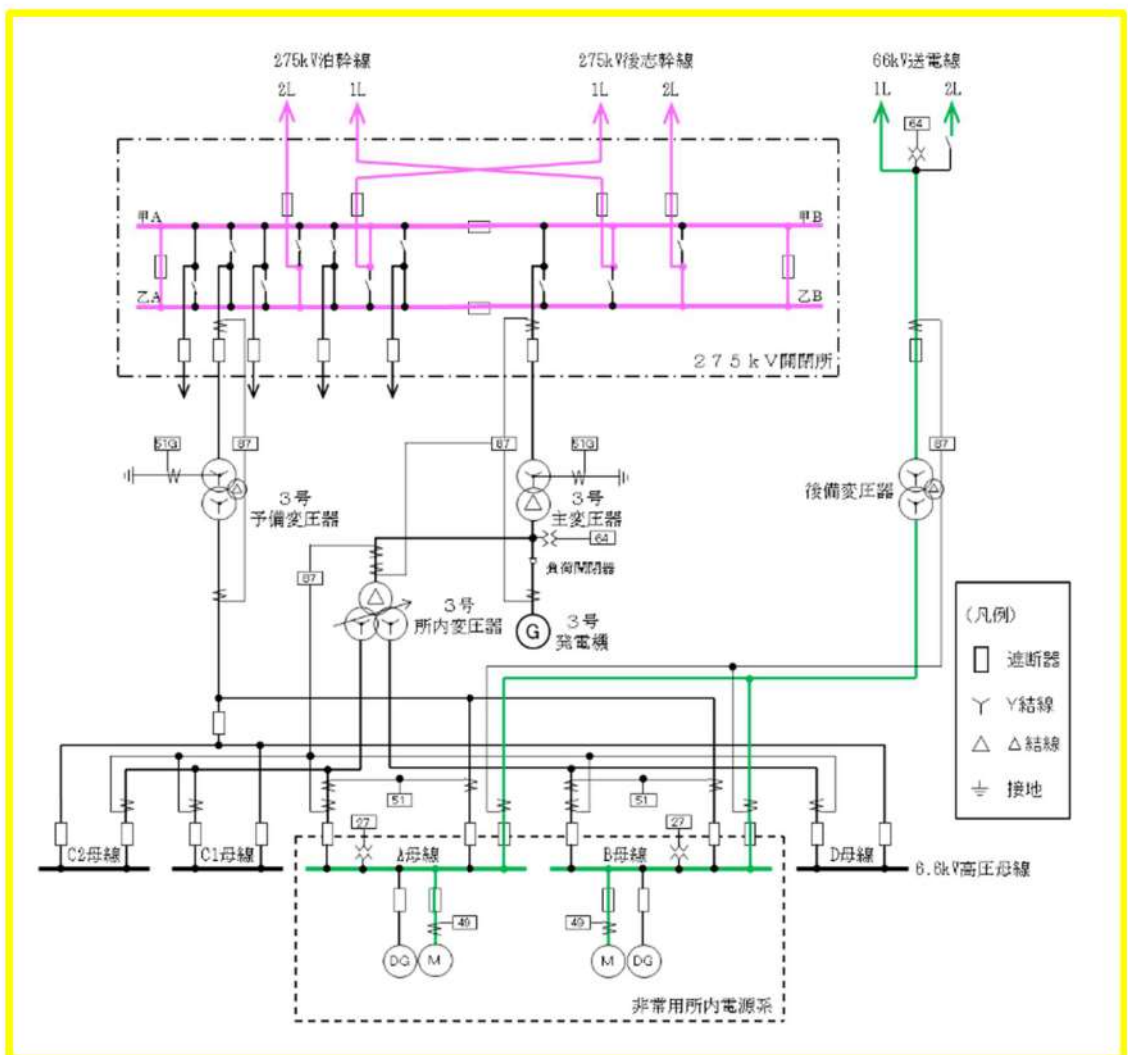 275kV泊幹線
275kV後志幹線
66kV送電線
2L
1L
1L
2L
1L
2L
64
甲A
甲B
乙A
乙B
275kV開閉所
51G
87
87
51G
87
3号
予備変圧器
3号
主変圧器
後備変圧器
64
負荷開閉器
87
3号
所内変圧器
G
3号
発電機
(凡例)
遮断器
Y結線
△結線
接地
51
51
27
27
C2母線
C1母線
A母線
B母線
D母線
6.6kV高圧母線
49
49
DG
M
M
DG
非常用所内電源系